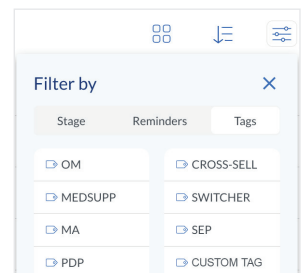 Filter by
Stage Reminders Tags
OM CROSS-SELL
MEDSUPP SWITCHER
MA SEP
PDP CUSTOM TAG